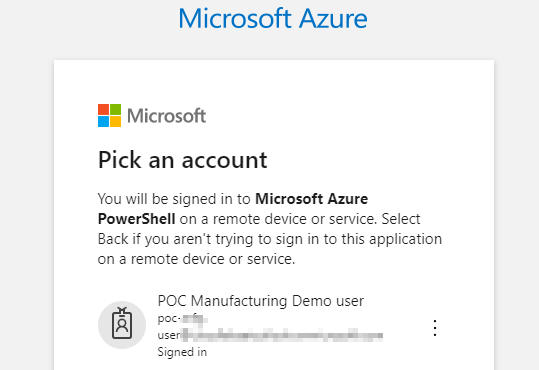 Microsoft Azure
Microsoft
Pick an account
You will be signed in to Microsoft Azure
PowerShell on a remote device or service. Select
Back if you aren't trying to sign in to this application
on a remote device or service.
POC Manufacturing Demo user
poc-
user@
Signed in